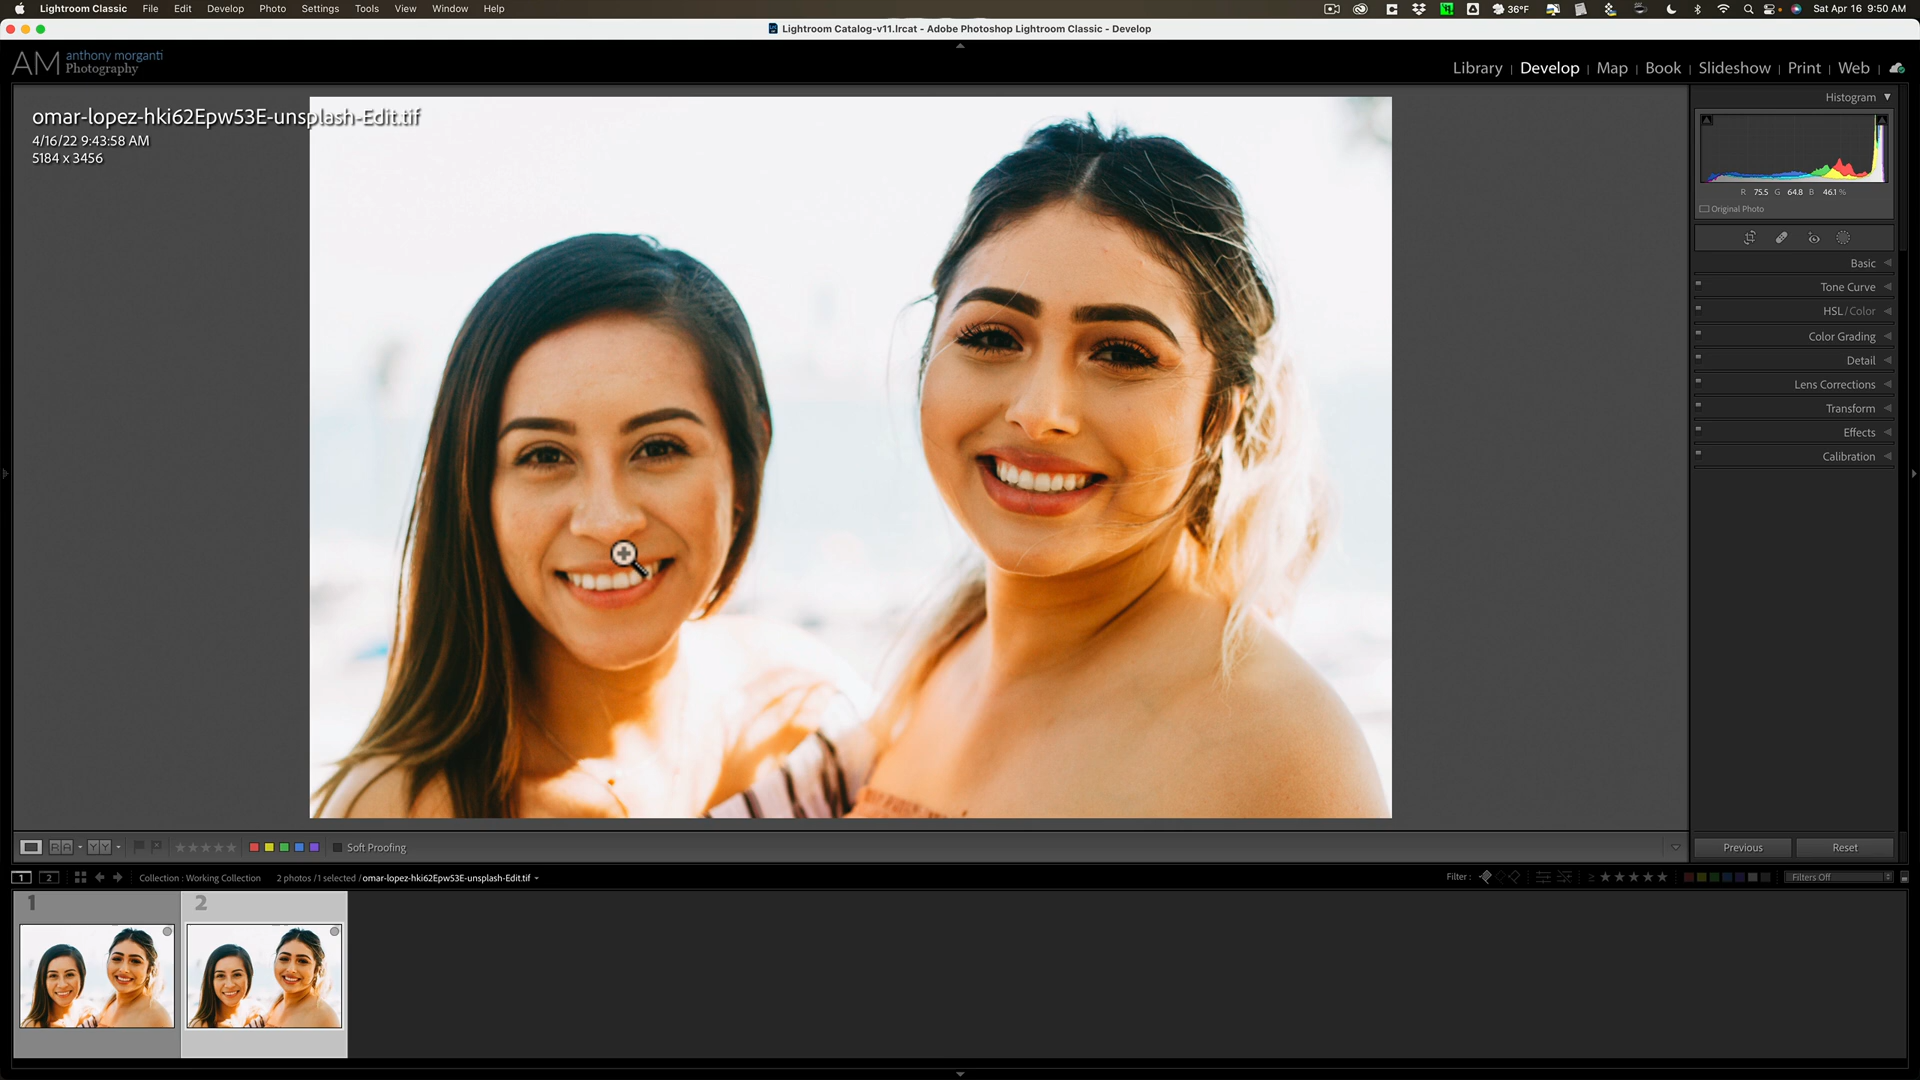 Lightroom Classic File Edit Develop Photo Settings Tools View Window Help 36°F Sat Apr 16 9:50 AM
Lightroom Catalog-v11.lrcat - Adobe Photoshop Lightroom Classic - Develop
AM anthony morganti
Photography
Library | Develop | Map | Book | Slideshow | Print | Web
omar-lopez-hki62Epw53E-unsplash-Edit.tif
4/16/22 9:43:58 AM
5184 x 3456
Histogram
R 75.5 G 64.8 B 46.1 %
Original Photo
Basic
Tone Curve
HSL / Color
Color Grading
Detail
Lens Corrections
Transform
Effects
Calibration
R A Y Y Soft Proofing
Previous Reset
1 2 Collection : Working Collection 2 photos / 1 selected / omar-lopez-hki62Epw53E-unsplash-Edit.tif
Filter : ≥ Filters Off
1 2